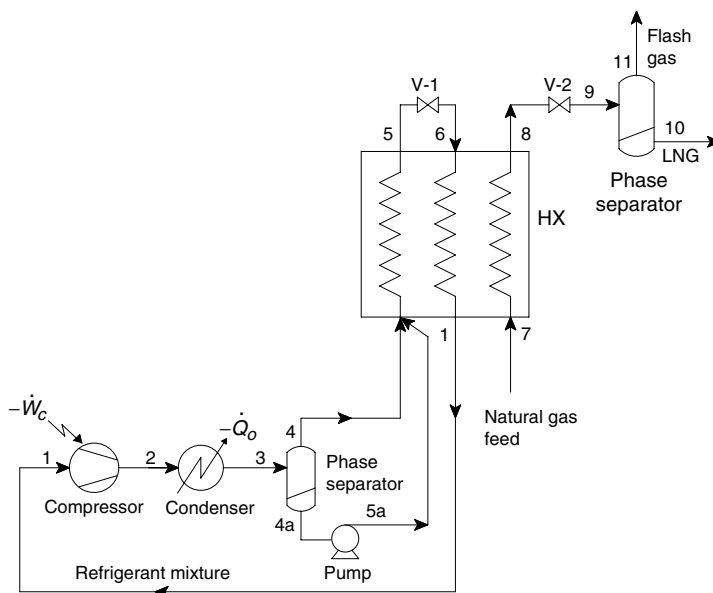 11
Flash
gas
V-1
V-2
9
10
LNG
5
6
8
Phase
separator
HX
1
7
Natural gas
feed
−Ẇc
−Q̇o
4
1
2
3
Phase
separator
Compressor
Condenser
4a
5a
Pump
Refrigerant mixture